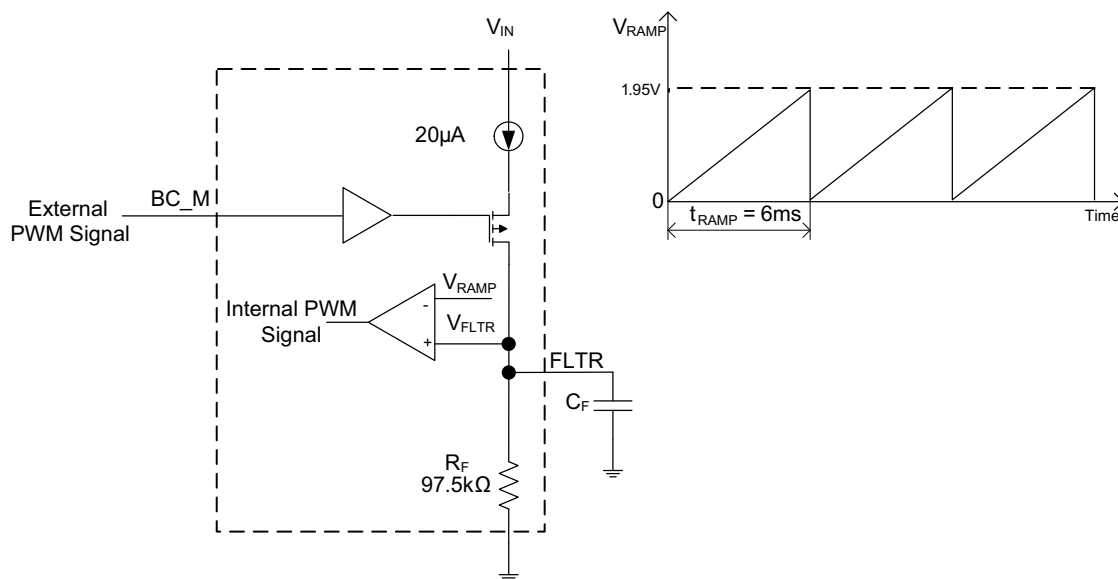 V_IN
20µA
BC_M
External
PWM Signal
V_RAMP
-
Internal PWM
Signal
V_FLTR
+
FLTR
C_F
R_F
97.5kΩ
V_RAMP
1.95V
0
t_RAMP = 6ms
Time